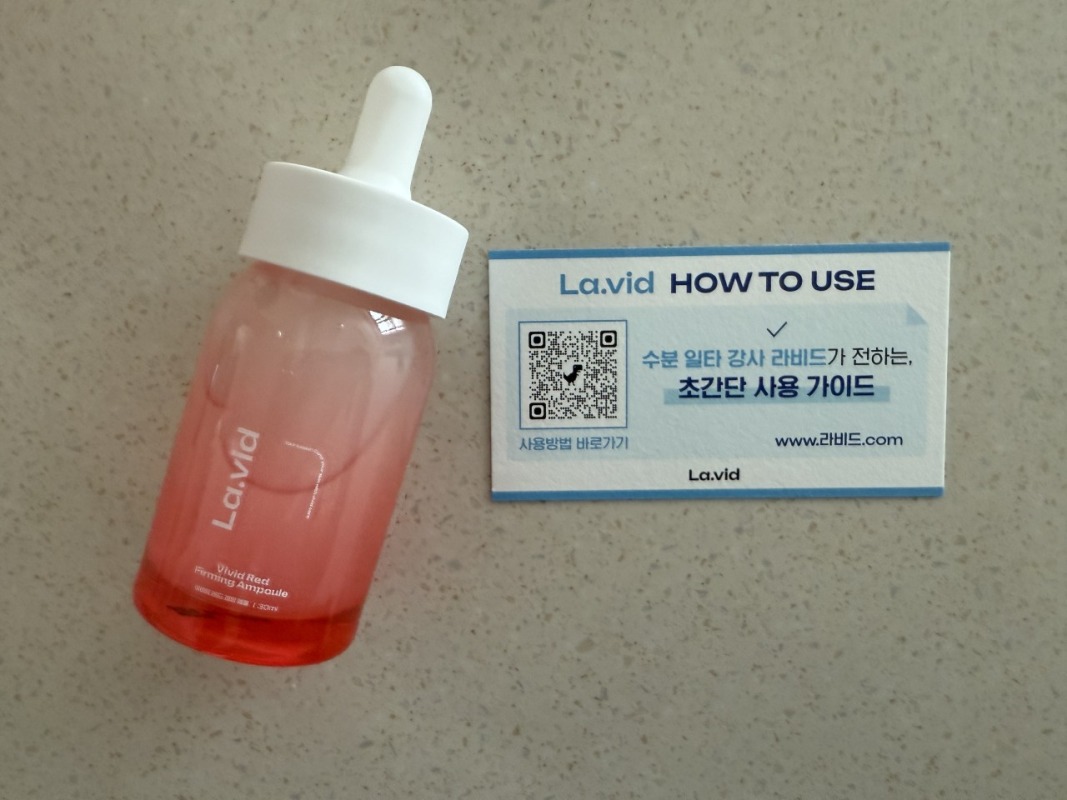 La.vid
Vivid Red
Firming Ampoule
30ml
La.vid HOW TO USE
수분 일타 강사 라비드가 전하는,
초간단 사용 가이드
사용방법 바로가기
www.라비드.com
La.vid